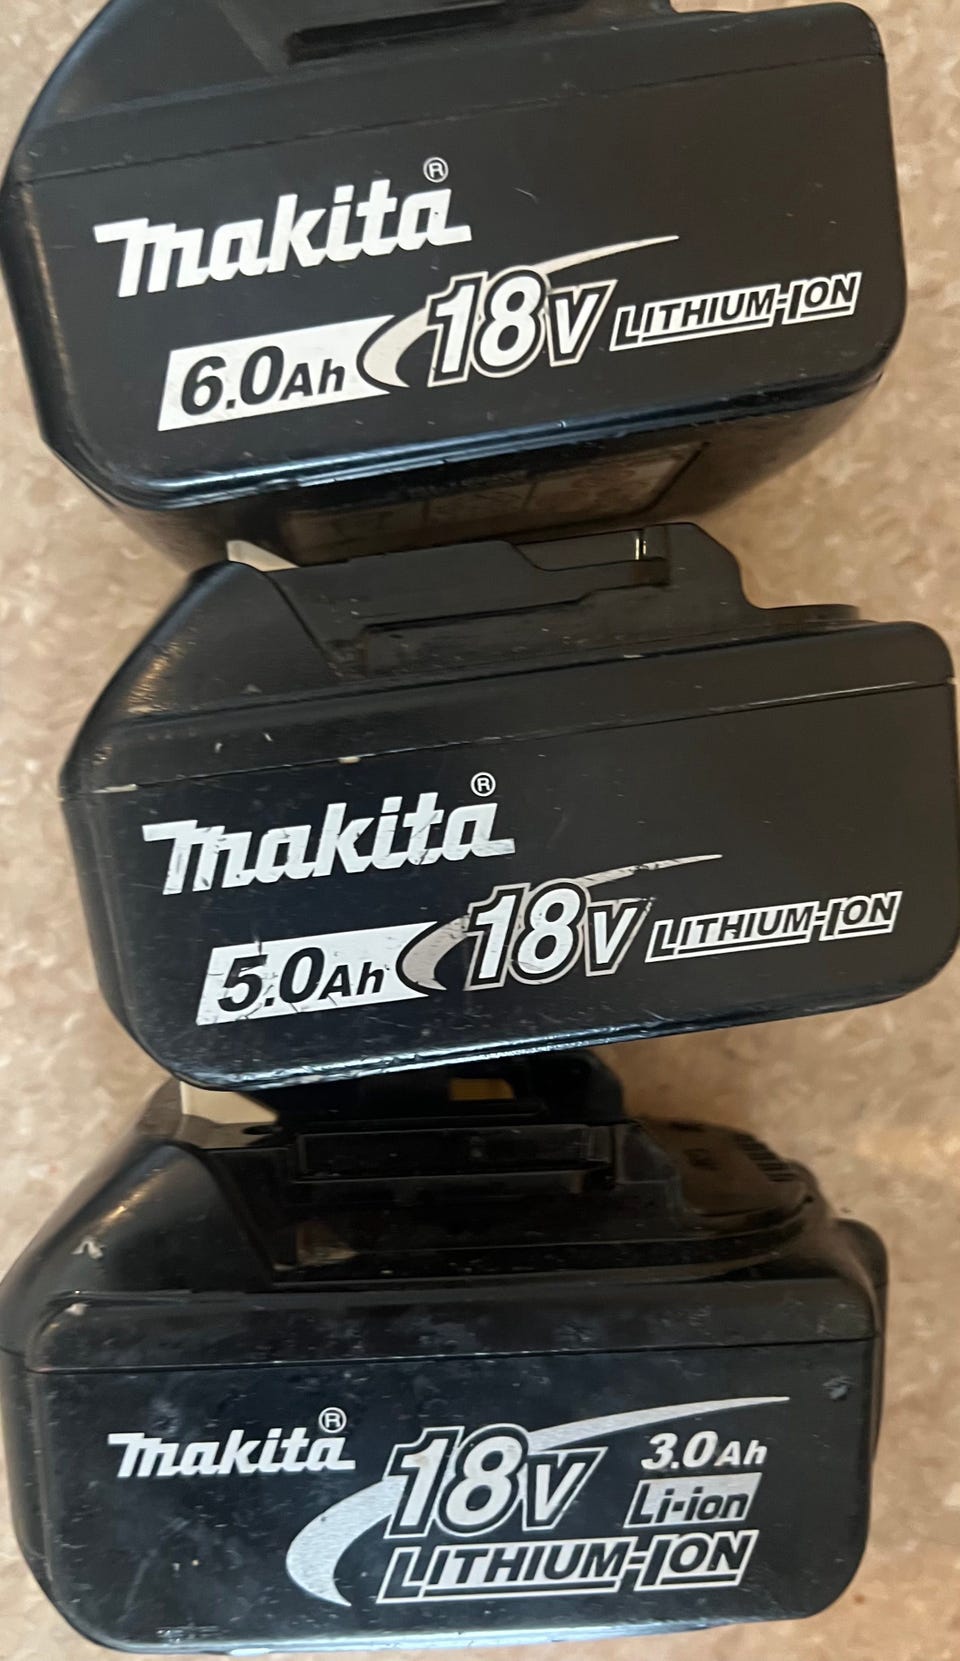 makita®
6.0Ah 18V LITHIUM-ION
makita®
5.0Ah 18V LITHIUM-ION
makita®
18V 3.0Ah
Li-ion
LITHIUM-ION